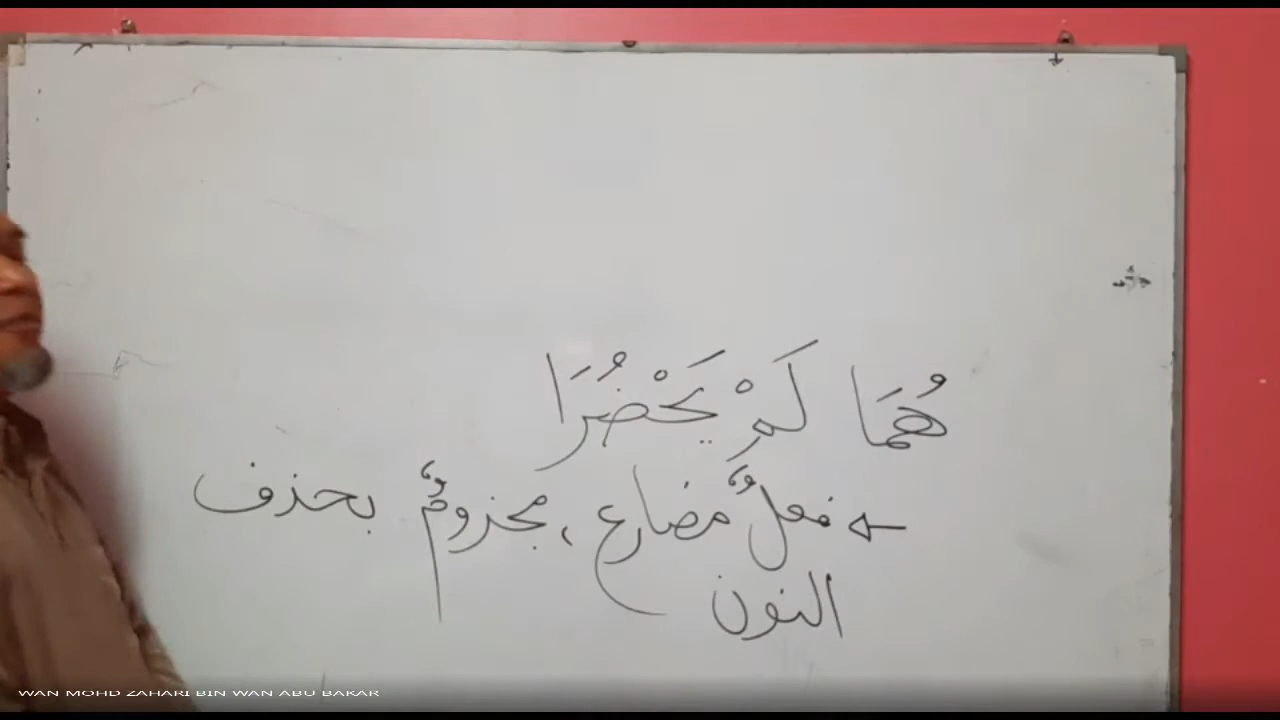 هُمَا لَمْ يَحْضُرَا
← فعلٌ مضارع، مجزومٌ بحذف
النون
WAN MOHD ZAHARI BIN WAN ABU BAKAR